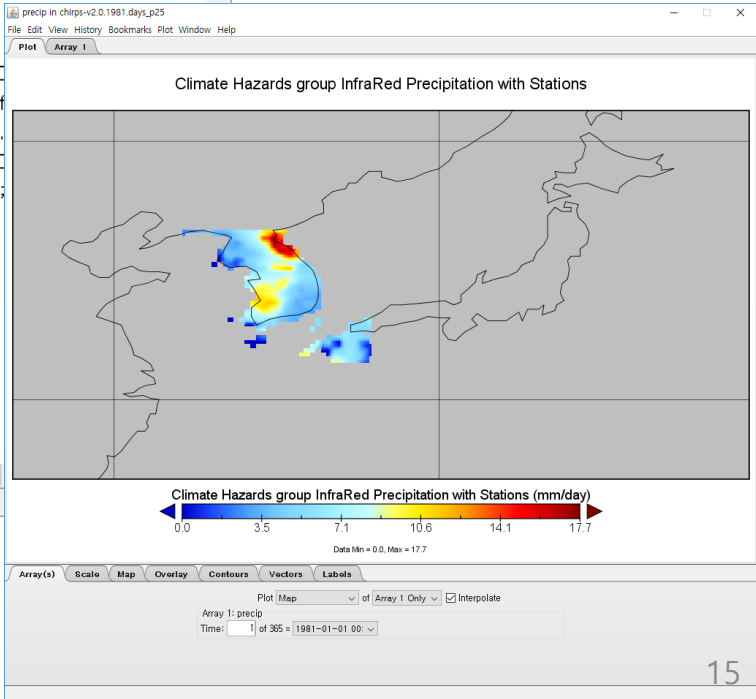 precip in chirps-v2.0.1981.days_p25
File Edit View History Bookmarks Plot Window Help
Plot Array 1
Climate Hazards group InfraRed Precipitation with Stations
Climate Hazards group InfraRed Precipitation with Stations (mm/day)
0.0 3.5 7.1 10.6 14.1 17.7
Data Min = 0.0, Max = 17.7
Array(s) Scale Map Overlay Contours Vectors Labels
Plot Map of Array 1 Only Interpolate
Array 1: precip
Time: 1 of 365 = 1981-01-01 00:
15